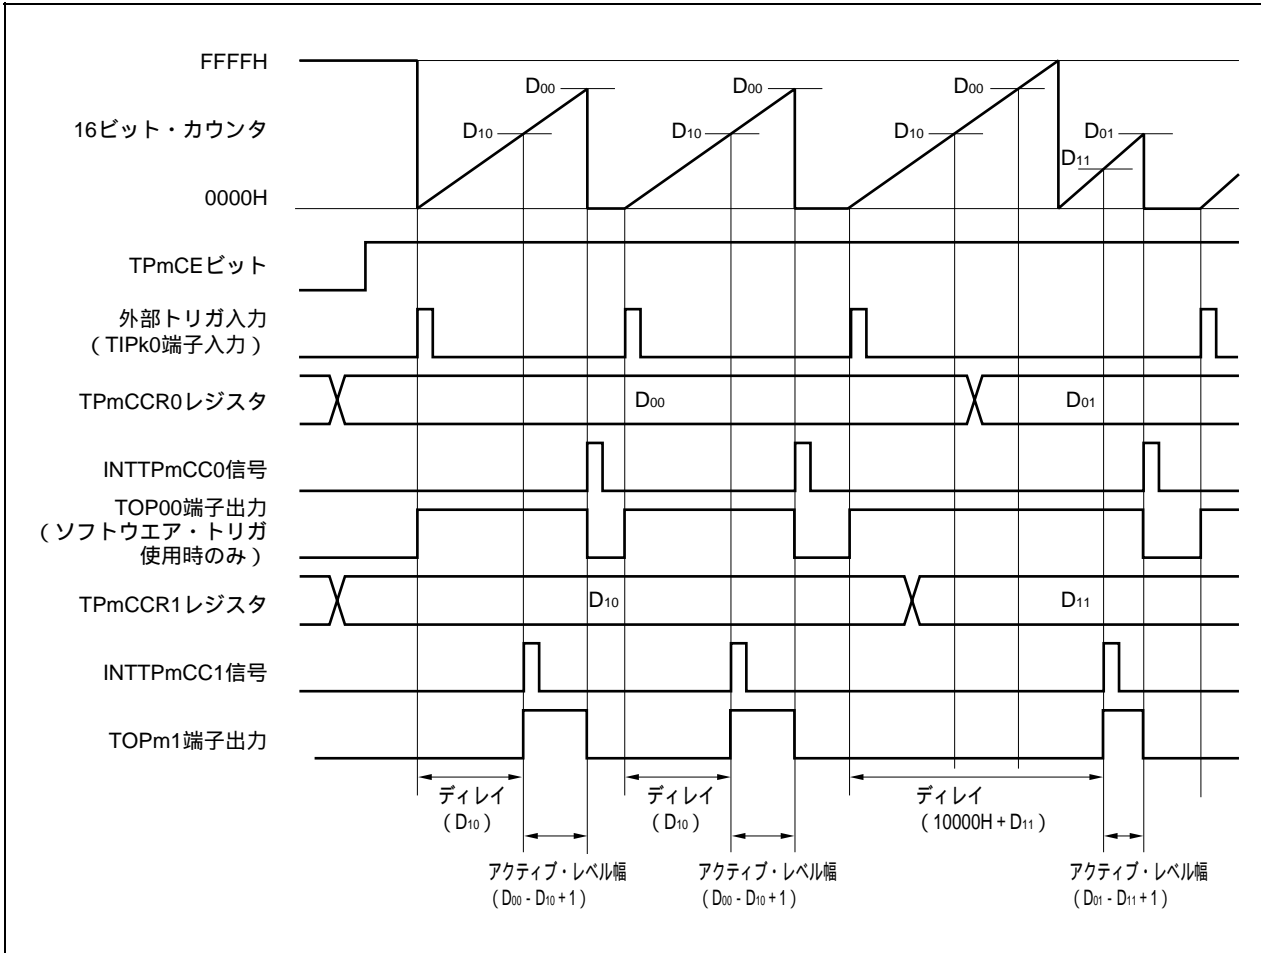 FFFFH
16ビット・カウンタ
0000H
D00
D10
D00
D10
D00
D10
D01
D11
TPmCEビット
外部トリガ入力
（TIPk0端子入力）
TPmCCR0レジスタ
D00
D01
INTTPmCC0信号
TOP00端子出力
（ソフトウエア・トリガ
使用時のみ）
TPmCCR1レジスタ
D10
D11
INTTPmCC1信号
TOPm1端子出力
ディレイ
（D10）
ディレイ
（D10）
ディレイ
（10000H + D11）
アクティブ・レベル幅
（D00 - D10 + 1）
アクティブ・レベル幅
（D00 - D10 + 1）
アクティブ・レベル幅
（D01 - D11 + 1）